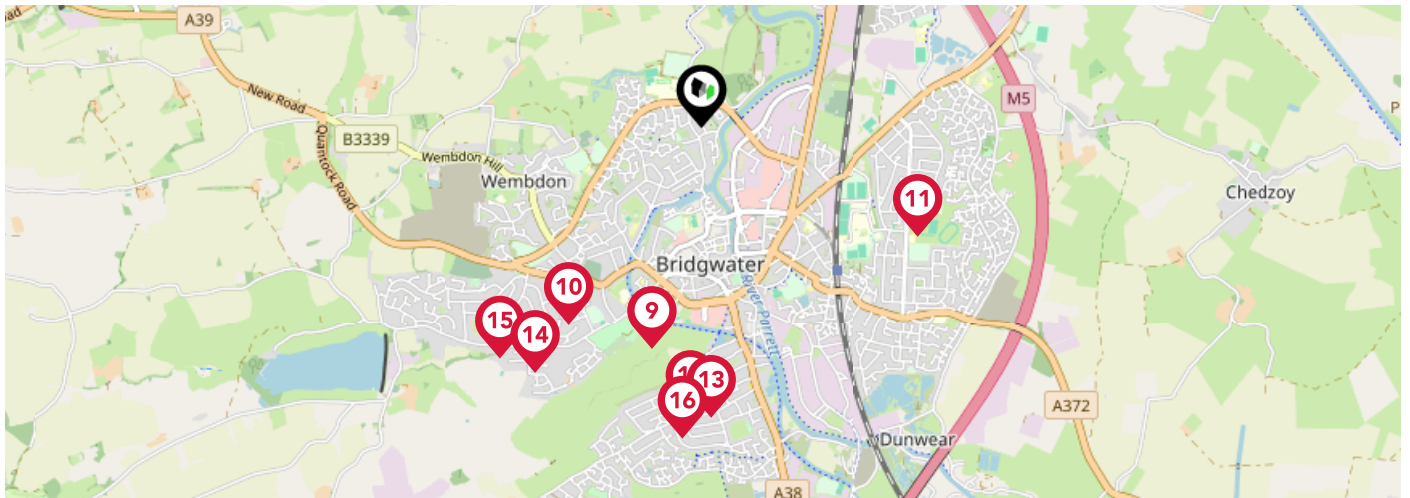 A39
New Road
M5
B3339
Quantock Road
Wembdon Hill
Wembdon
Chedzoy
11
Bridgwater
10
9
15
14
River Parrett
13
16
A372
Dunwear
A38